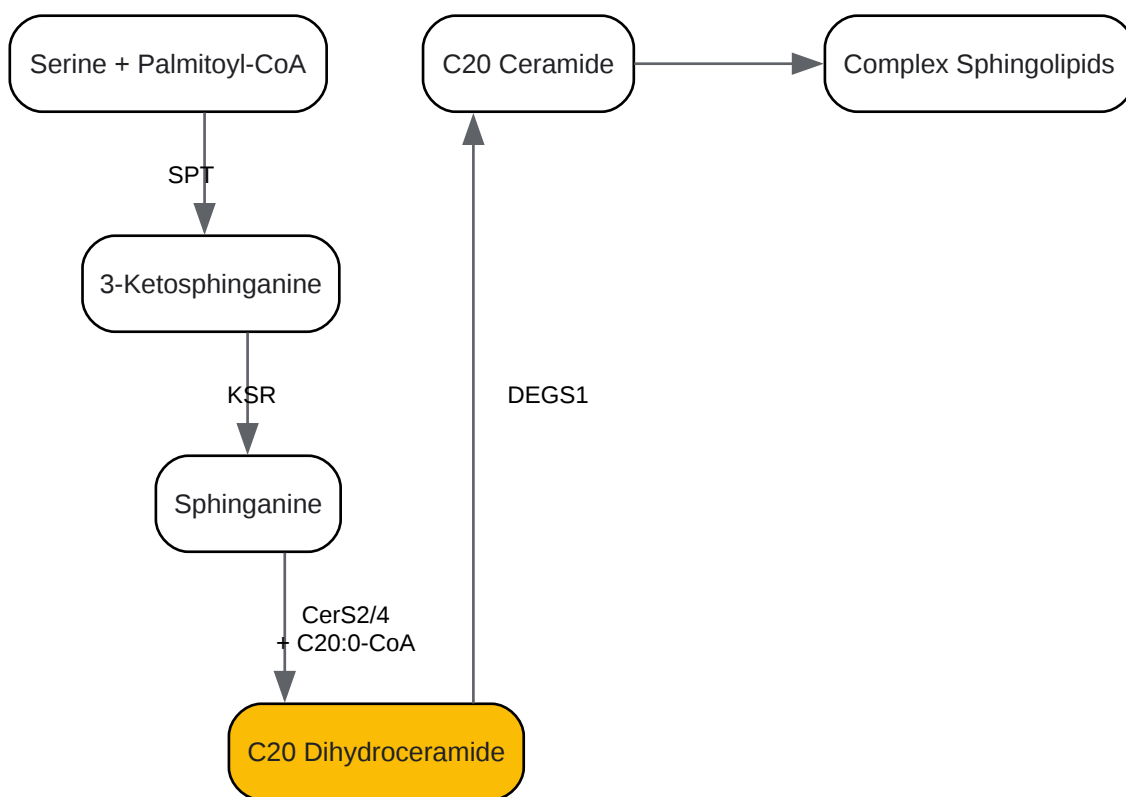 Serine + Palmitoyl-CoA
SPT
3-Ketosphinganine
KSR
Sphinganine
CerS2/4
+ C20:0-CoA
C20 Dihydroceramide
DEGS1
C20 Ceramide
Complex Sphingolipids